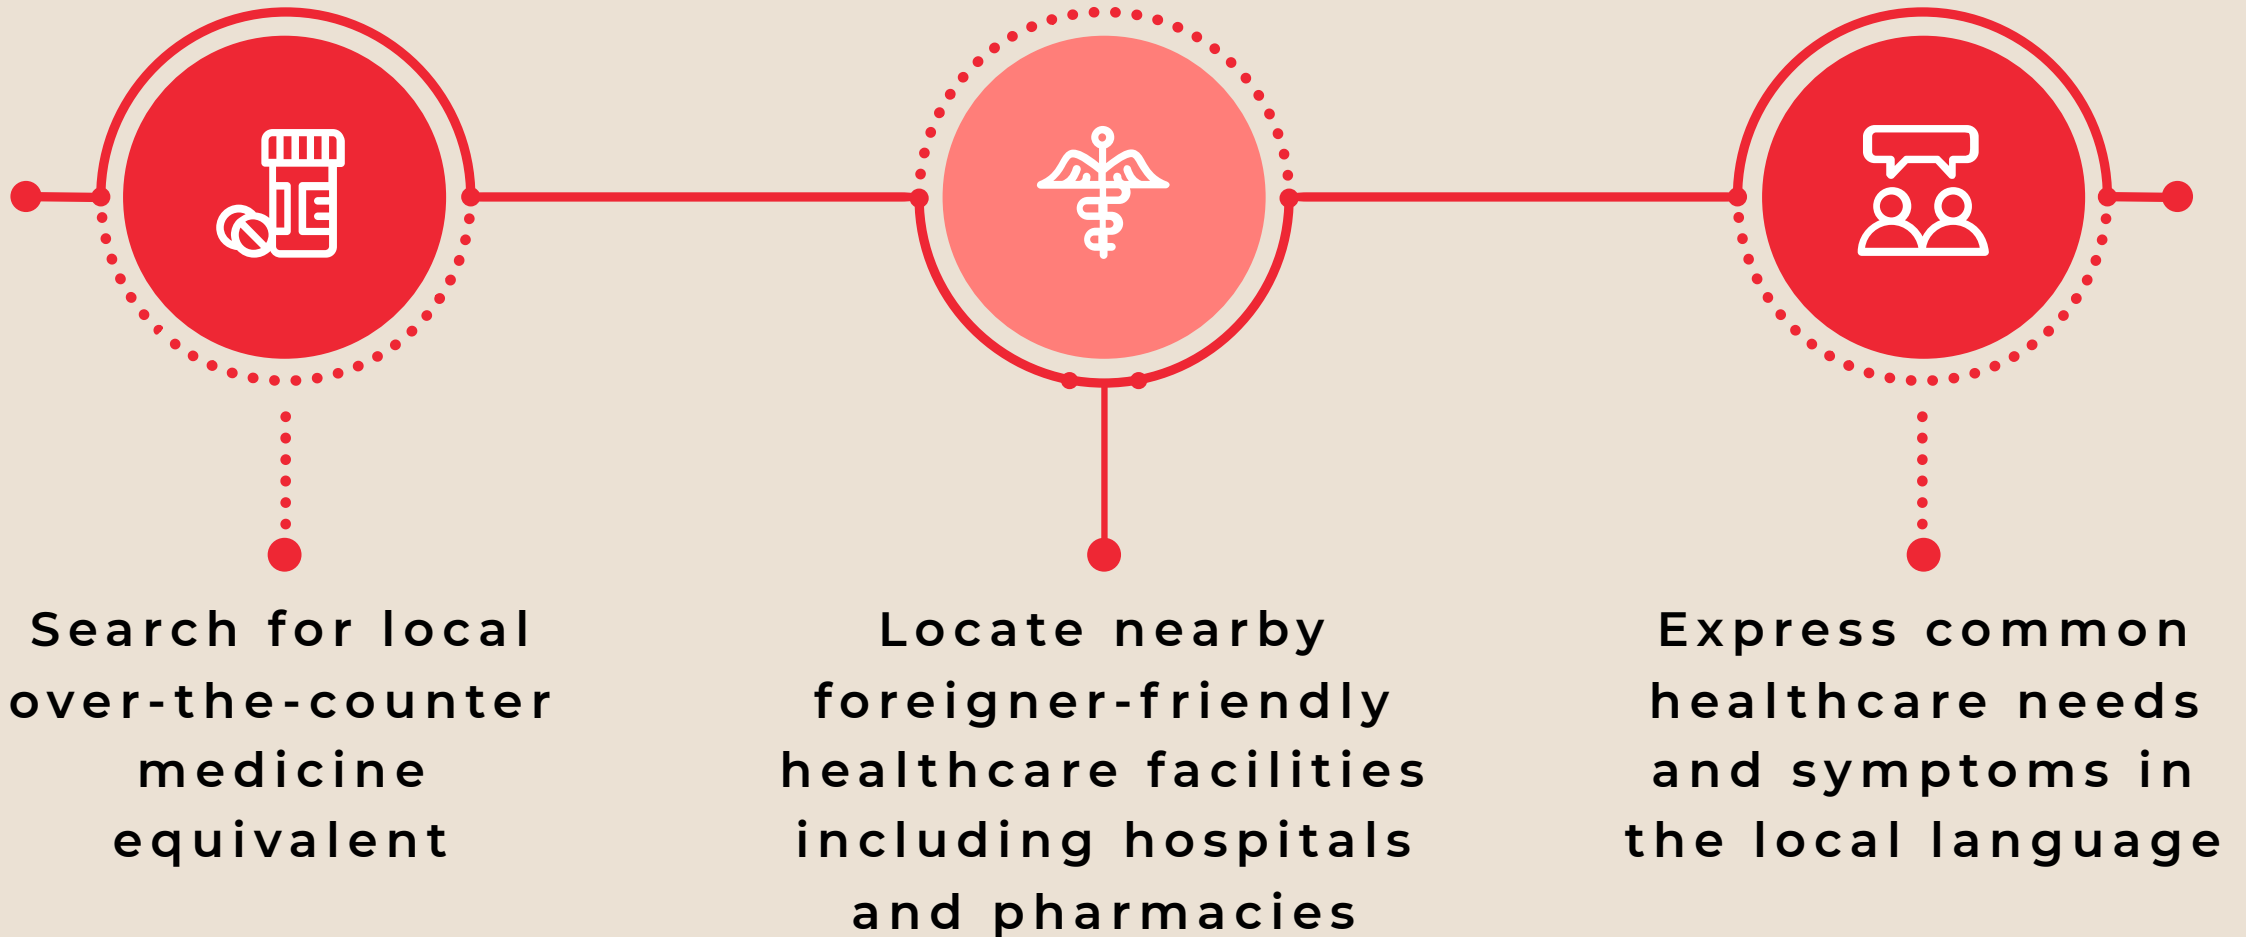 Search for local
over-the-counter
medicine
equivalent
Locate nearby
foreigner-friendly
healthcare facilities
including hospitals
and pharmacies
Express common
healthcare needs
and symptoms in
the local language